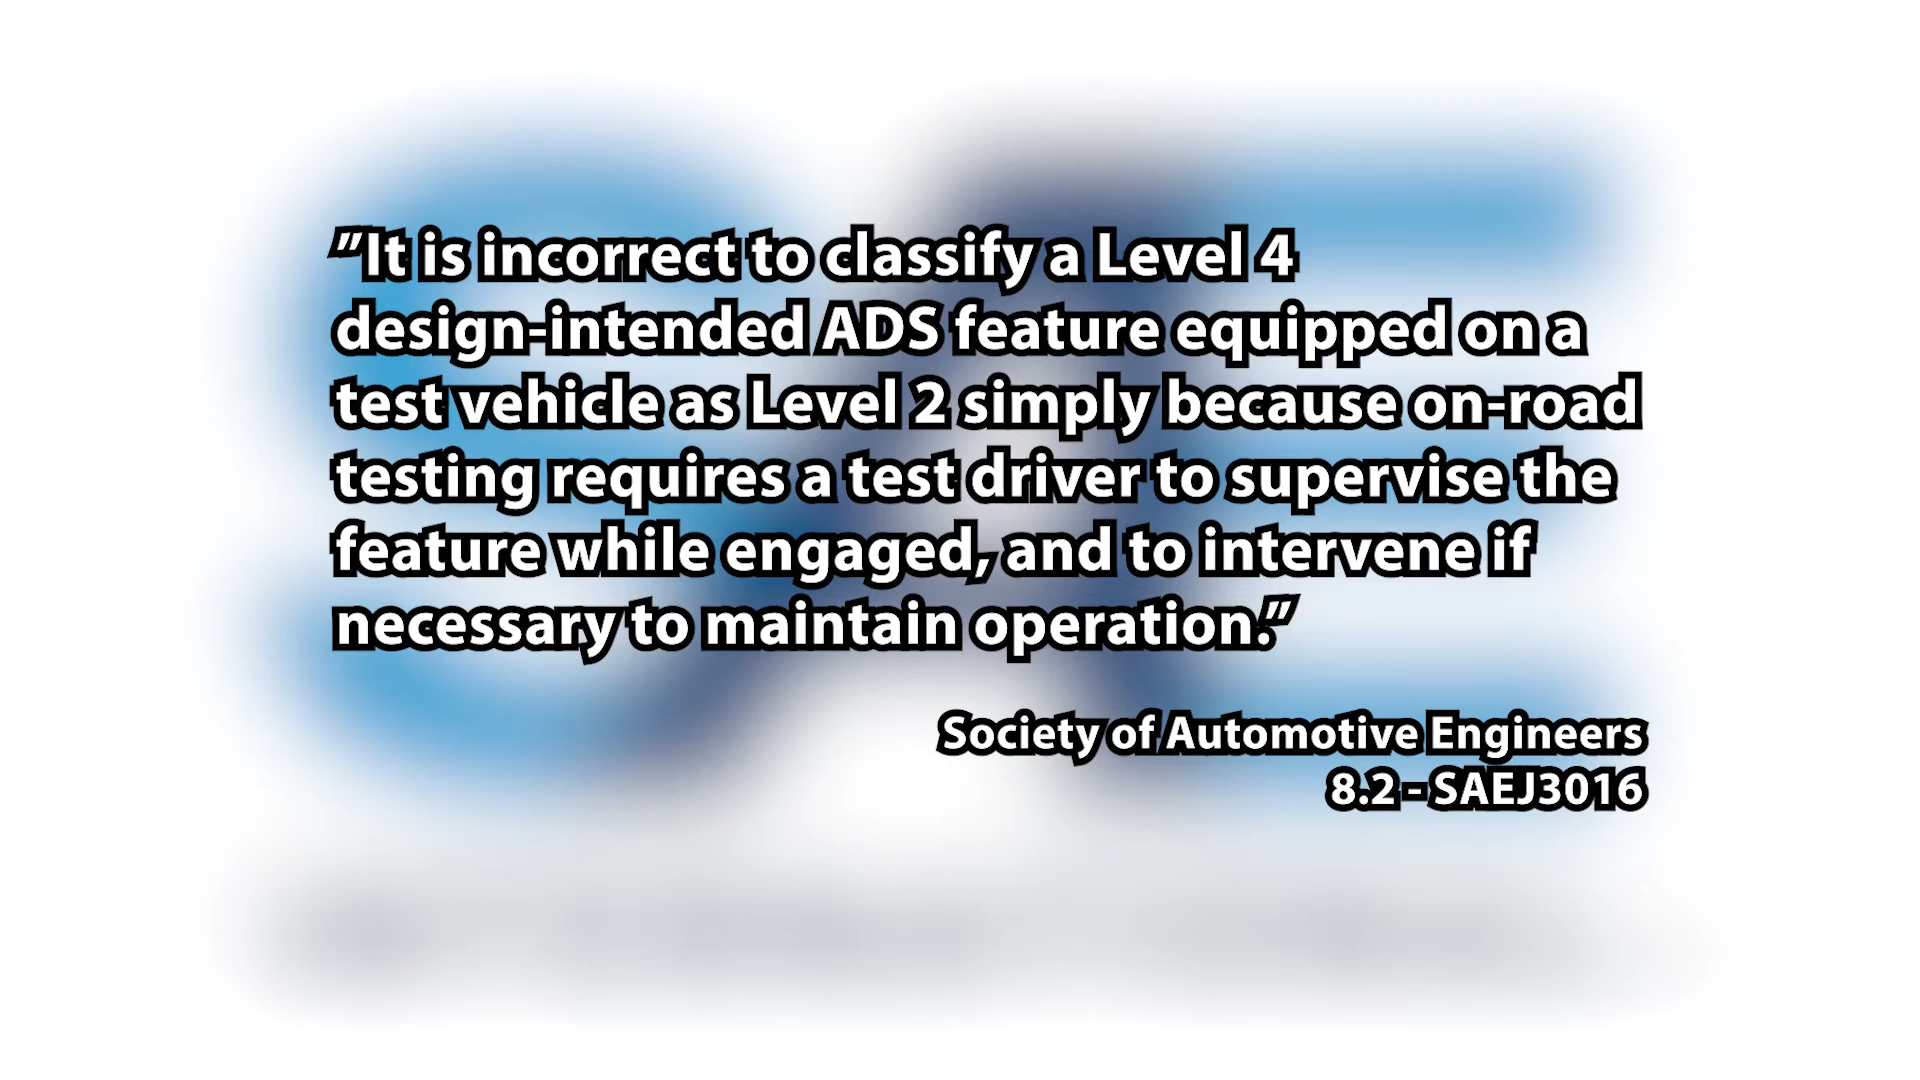 "It is incorrect to classify a Level 4
design-intended ADS feature equipped on a
test vehicle as Level 2 simply because on-road
testing requires a test driver to supervise the
feature while engaged, and to intervene if
necessary to maintain operation."
Society of Automotive Engineers
8.2 - SAEJ3016